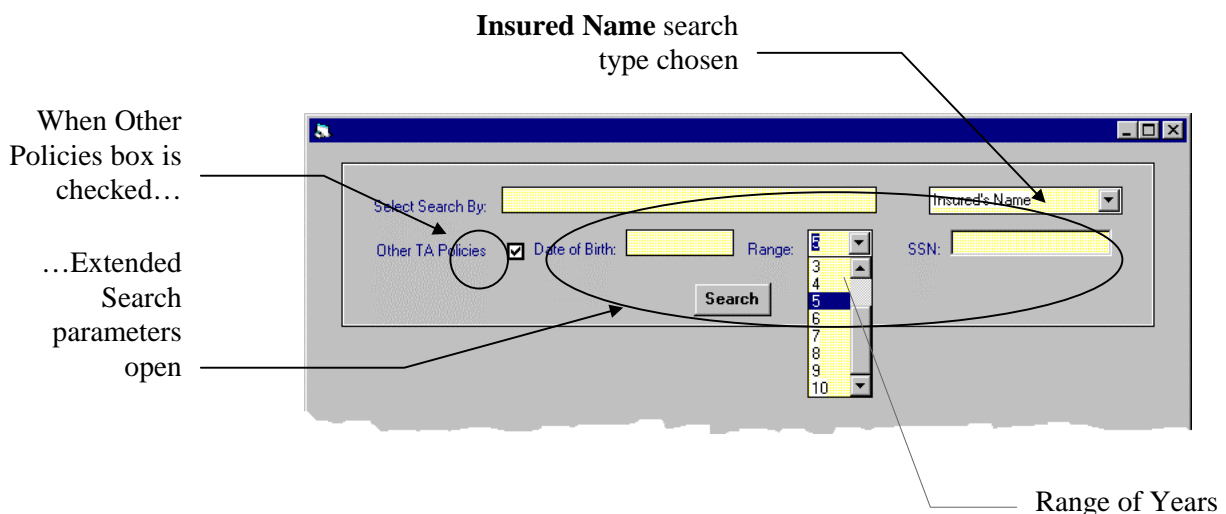 Insured Name search
type chosen
When Other
Policies box is
checked…
…Extended
Search
parameters
open
Select Search By:
Insured's Name
Other TA Policies
Date of Birth:
Range:
5
SSN:
Search
3
4
5
6
7
8
9
10
Range of Years